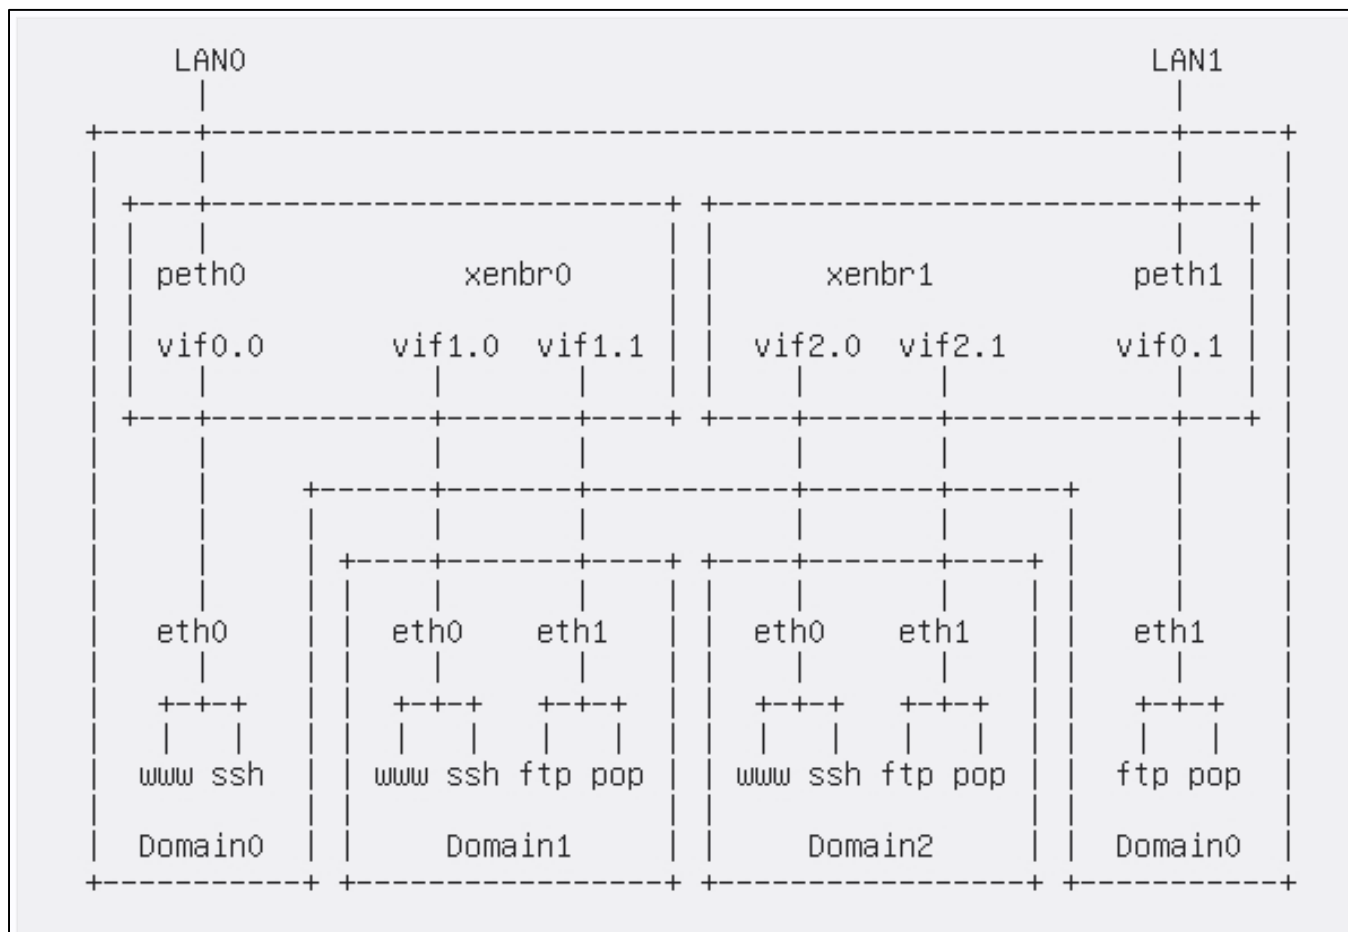 LAN0 LAN1
peth0 xenbr0 xenbr1 peth1
vif0.0 vif1.0 vif1.1 vif2.0 vif2.1 vif0.1
eth0 eth0 eth1 eth0 eth1 eth1
www ssh www ssh ftp pop www ssh ftp pop ftp pop
Domain0 Domain1 Domain2 Domain0